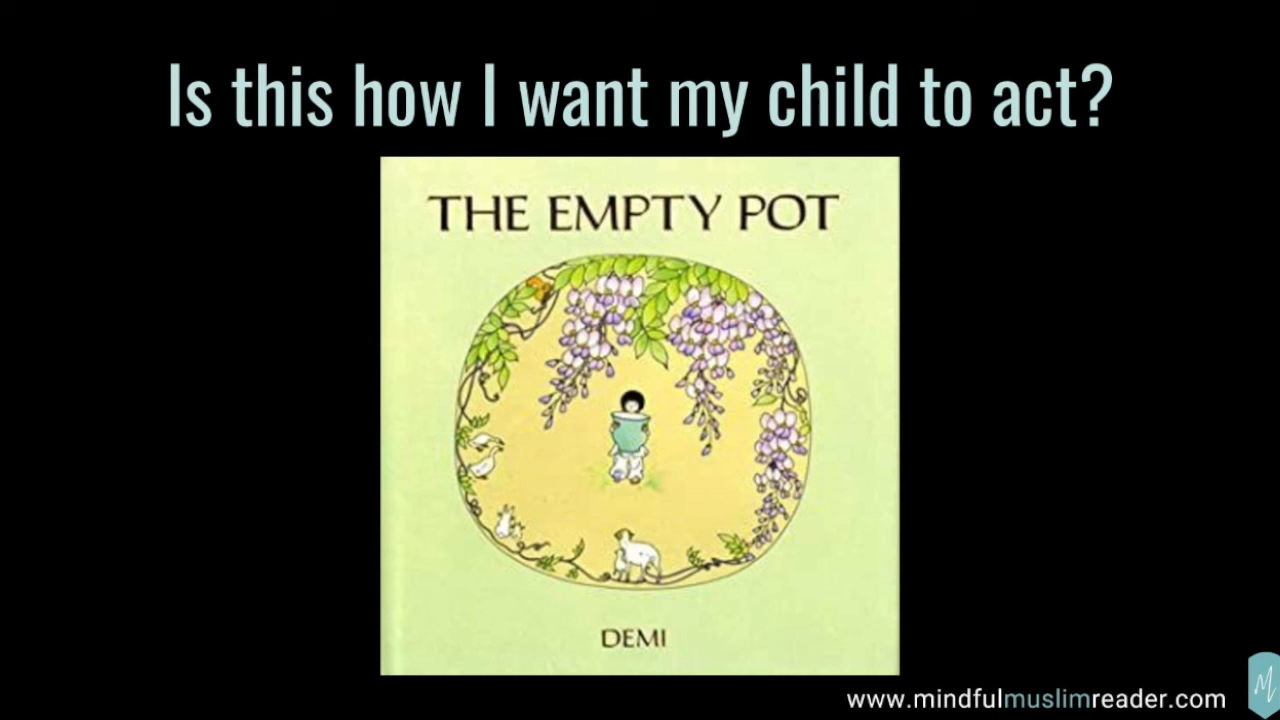 Is this how I want my child to act?
THE EMPTY POT
DEMI
www.mindfulmuslimreader.com
M